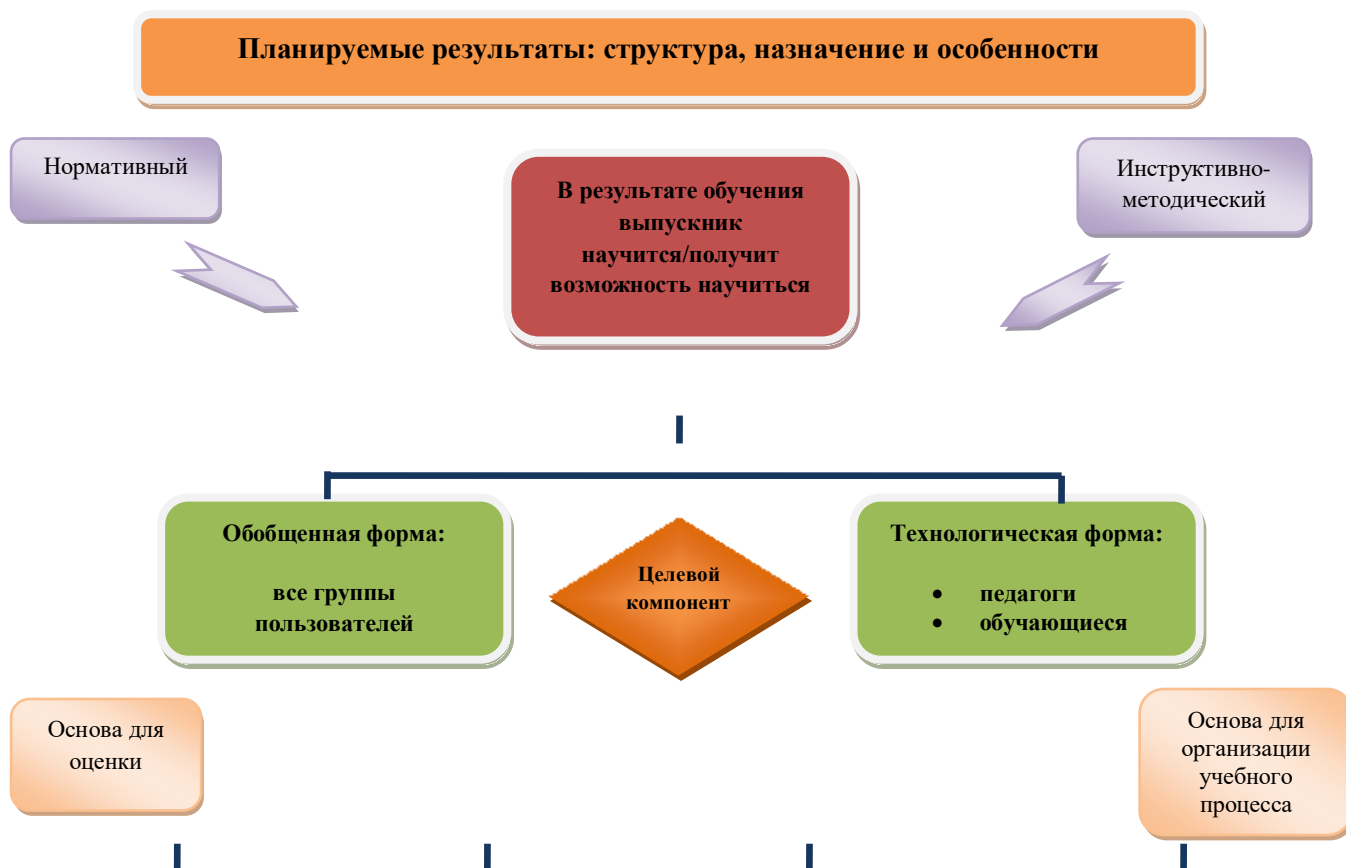 Планируемые результаты: структура, назначение и особенности
Нормативный
В результате обучения
выпускник
научится/получит
возможность научиться
Инструктивно-
методический
Обобщенная форма:
все группы
пользователей
Целевой
компонент
Технологическая форма:
• педагоги
• обучающиеся
Основа для
оценки
Основа для
организации
учебного
процесса